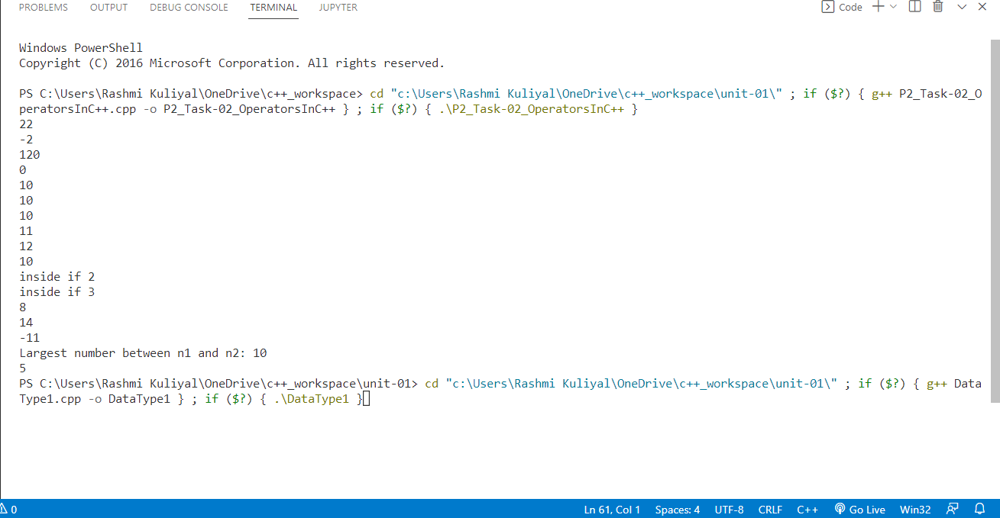 PROBLEMS OUTPUT DEBUG CONSOLE TERMINAL JUPYTER Code
Windows PowerShell
Copyright (C) 2016 Microsoft Corporation. All rights reserved.
PS C:\Users\Rashmi Kuliyal\OneDrive\c++_workspace> cd "c:\Users\Rashmi Kuliyal\OneDrive\c++_workspace\unit-01\" ; if ($?) { g++ P2_Task-02_O
peratorsInC++.cpp -o P2_Task-02_OperatorsInC++ } ; if ($?) { .\P2_Task-02_OperatorsInC++ }
22
-2
120
0
10
10
10
11
12
10
inside if 2
inside if 3
8
14
-11
Largest number between n1 and n2: 10
5
PS C:\Users\Rashmi Kuliyal\OneDrive\c++_workspace\unit-01> cd "c:\Users\Rashmi Kuliyal\OneDrive\c++_workspace\unit-01\" ; if ($?) { g++ Data
Type1.cpp -o DataType1 } ; if ($?) { .\DataType1 }
0 Ln 61, Col 1 Spaces: 4 UTF-8 CRLF C++ Go Live Win32